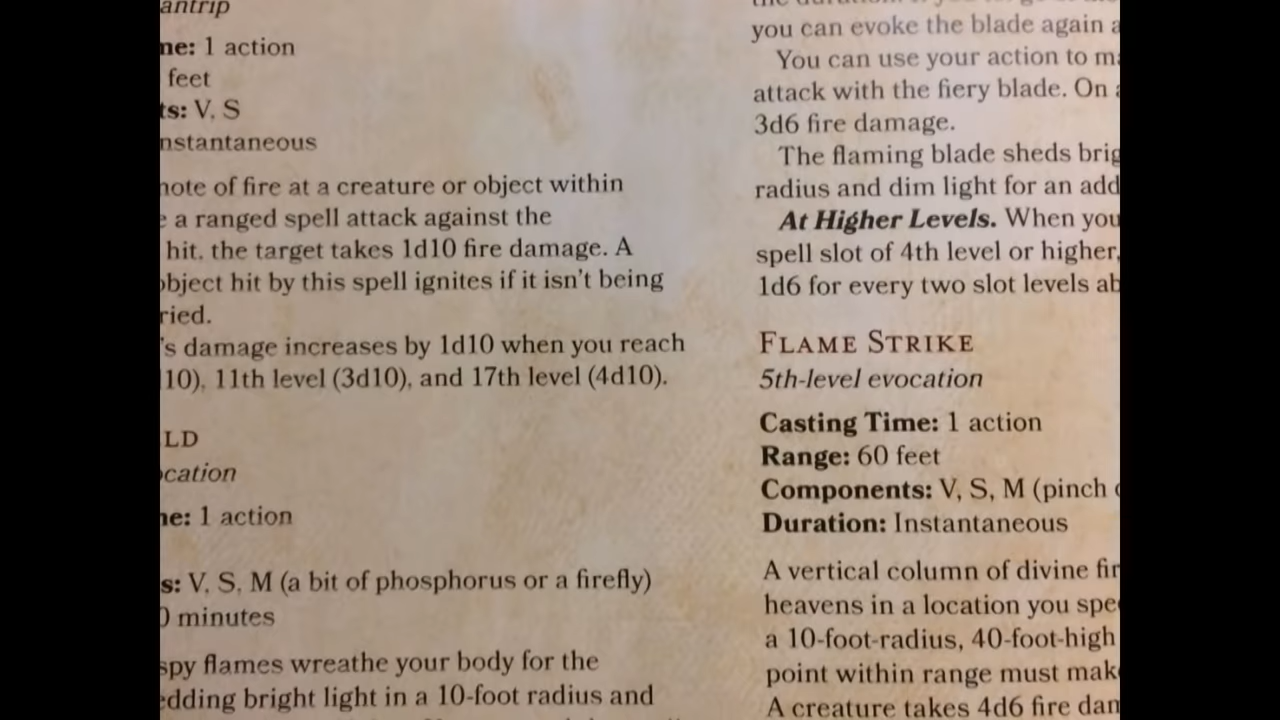 antrip
ne: 1 action
feet
ts: V, S
nstantaneous
note of fire at a creature or object within
e a ranged spell attack against the
hit. the target takes 1d10 fire damage. A
object hit by this spell ignites if it isn't being
ried.
's damage increases by 1d10 when you reach
10), 11th level (3d10), and 17th level (4d10).
LD
ocation
ne: 1 action
s: V, S, M (a bit of phosphorus or a firefly)
0 minutes
spy flames wreathe your body for the
edding bright light in a 10-foot radius and
you can evoke the blade again a
You can use your action to ma
attack with the fiery blade. On a
3d6 fire damage.
The flaming blade sheds brig
radius and dim light for an add
At Higher Levels. When you
spell slot of 4th level or higher,
1d6 for every two slot levels ab
FLAME STRIKE
5th-level evocation
Casting Time: 1 action
Range: 60 feet
Components: V, S, M (pinch o
Duration: Instantaneous
A vertical column of divine fir
heavens in a location you spe
a 10-foot-radius, 40-foot-high
point within range must make
A creature takes 4d6 fire dam